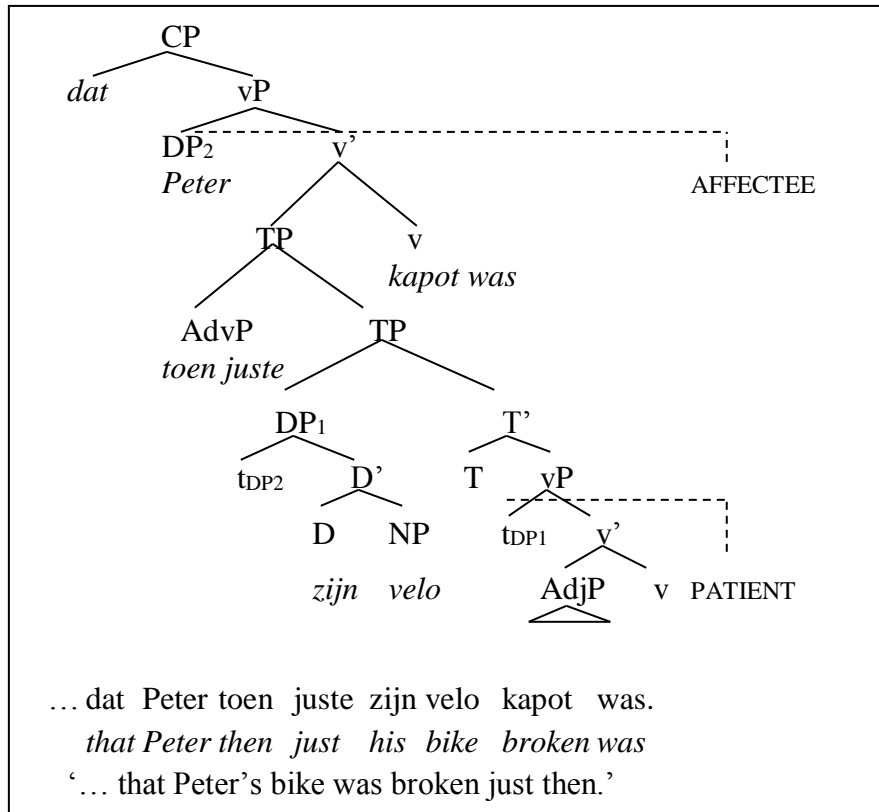 CP
dat vP
DP2 v’
Peter AFFECTEE
TP v
kapot was
AdvP TP
toen juste
DP1 T’
tDP2 D’ T vP
D NP tDP1 v’
zijn velo AdjP v PATIENT
… dat Peter toen juste zijn velo kapot was.
that Peter then just his bike broken was
‘… that Peter’s bike was broken just then.’